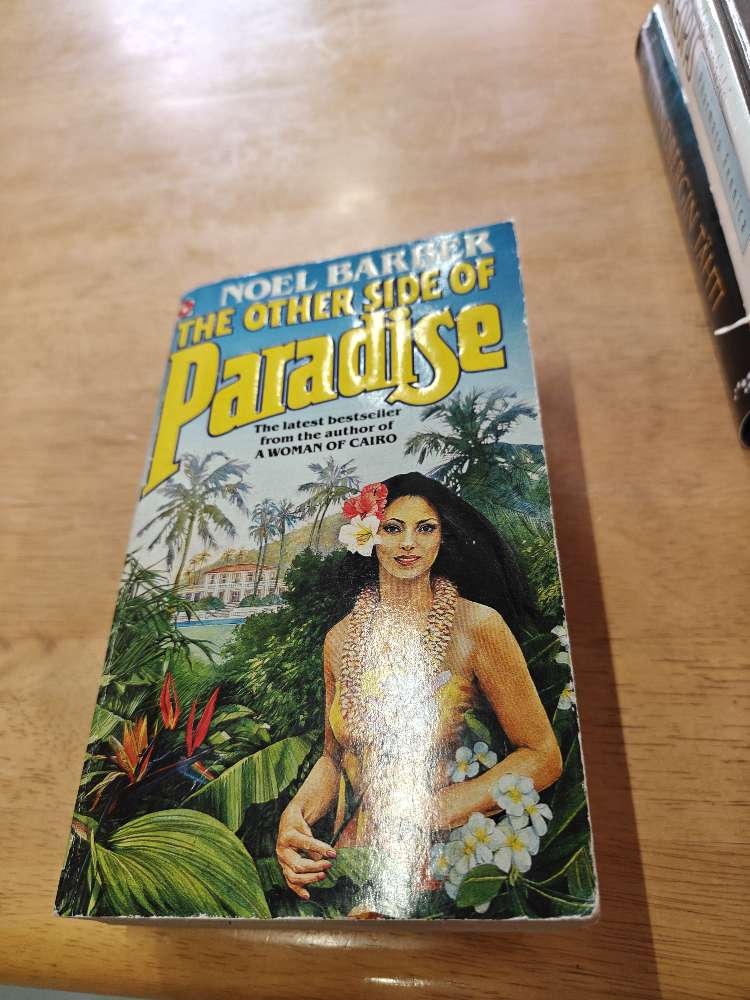 NOEL BARBER
THE OTHER SIDE OF
Paradise
The latest bestseller
from the author of
A WOMAN OF CAIRO